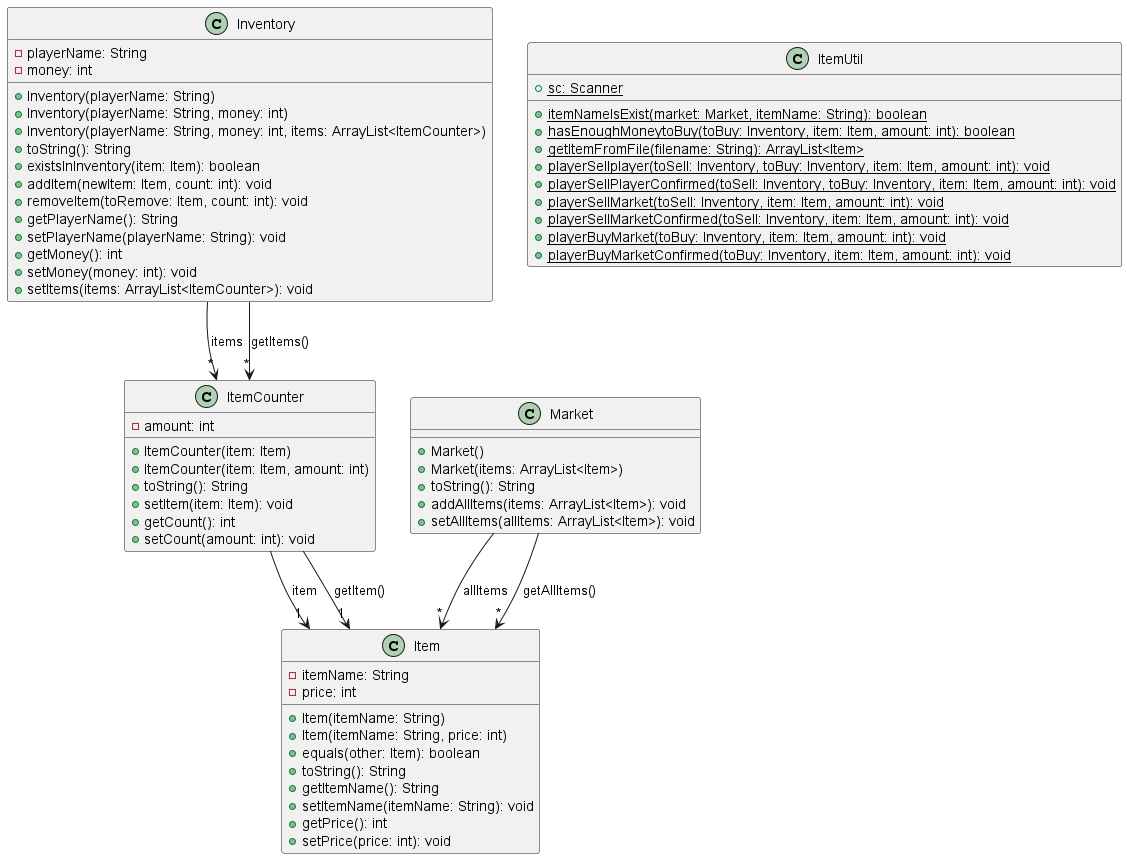 C Inventory
playerName: String
money: int
Inventory(playerName: String)
Inventory(playerName: String, money: int)
Inventory(playerName: String, money: int, items: ArrayList<ItemCounter>)
toString(): String
existsInInventory(item: Item): boolean
addItem(newItem: Item, count: int): void
removeItem(toRemove: Item, count: int): void
getPlayerName(): String
setPlayerName(playerName: String): void
getMoney(): int
setMoney(money: int): void
setItems(items: ArrayList<ItemCounter>): void
C ItemUtil
sc: Scanner
itemNameIsExist(market: Market, itemName: String): boolean
hasEnoughMoneytoBuy(toBuy: Inventory, item: Item, amount: int): boolean
getItemFromFile(filename: String): ArrayList<Item>
playerSellplayer(toSell: Inventory, toBuy: Inventory, item: Item, amount: int): void
playerSellPlayerConfirmed(toSell: Inventory, toBuy: Inventory, item: Item, amount: int): void
playerSellMarket(toSell: Inventory, item: Item, amount: int): void
playerSellMarketConfirmed(toSell: Inventory, item: Item, amount: int): void
playerBuyMarket(toBuy: Inventory, item: Item, amount: int): void
playerBuyMarketConfirmed(toBuy: Inventory, item: Item, amount: int): void
items
getItems()
*
*
C ItemCounter
amount: int
ItemCounter(item: Item)
ItemCounter(item: Item, amount: int)
toString(): String
setItem(item: Item): void
getCount(): int
setCount(amount: int): void
C Market
Market()
Market(items: ArrayList<Item>)
toString(): String
addAllItems(items: ArrayList<Item>): void
setAllItems(allItems: ArrayList<Item>): void
item
getItem()
allItems
getAllItems()
1
1
*
*
C Item
itemName: String
price: int
Item(itemName: String)
Item(itemName: String, price: int)
equals(other: Item): boolean
toString(): String
getItemName(): String
setItemName(itemName: String): void
getPrice(): int
setPrice(price: int): void